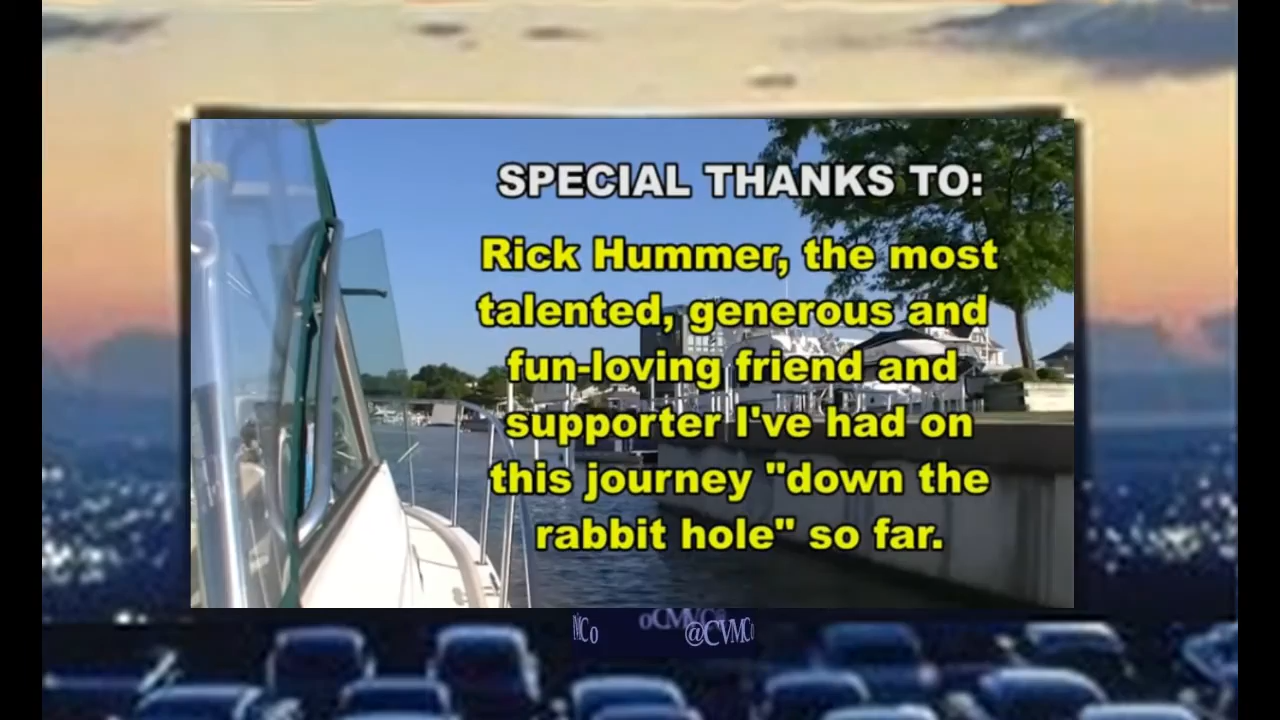 SPECIAL THANKS TO:
Rick Hummer, the most
talented, generous and
fun-loving friend and
supporter I've had on
this journey "down the
rabbit hole" so far.
@CVMCo